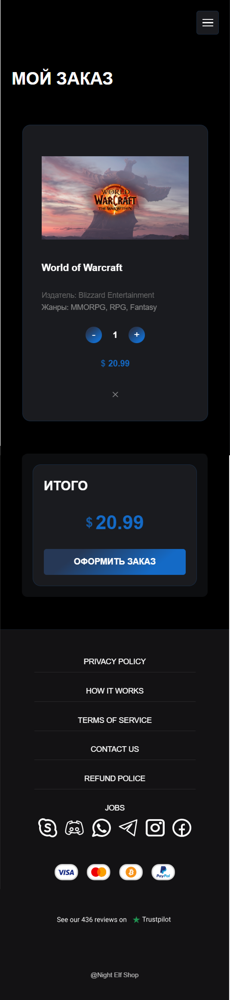 МОЙ ЗАКАЗ
WORLD
OF
WARCRAFT
THE WAR WITHIN
World of Warcraft
Издатель: Blizzard Entertainment
Жанры: MMORPG, RPG, Fantasy
- 1 +
$ 20.99
ИТОГО
$ 20.99
ОФОРМИТЬ ЗАКАЗ
PRIVACY POLICY
HOW IT WORKS
TERMS OF SERVICE
CONTACT US
REFUND POLICE
JOBS
VISA PayPal
See our 436 reviews on Trustpilot
@Night Elf Shop